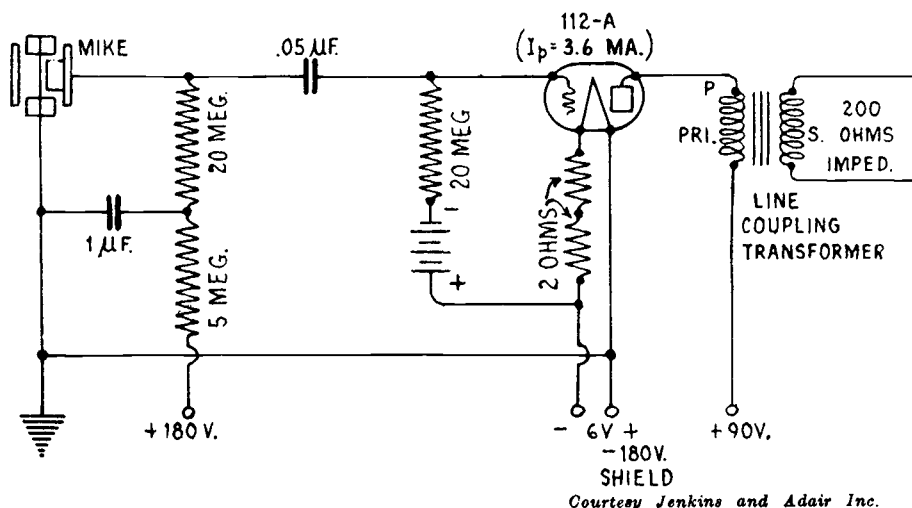 112-A
(Ip = 3.6 MA.)
MIKE
.05 µF.
20 MEG.
20 MEG
-
+
2 OHMS
1 µF.
5 MEG.
P
PRI.
S.
200
OHMS
IMPED.
LINE
COUPLING
TRANSFORMER
+180V.
- 6V +
-180V.
SHIELD
+90V.
Courtesy Jenkins and Adair Inc.